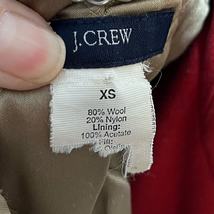 J.CREW
XS
80% Wool
20% Nylon
Lining:
100% Acetate